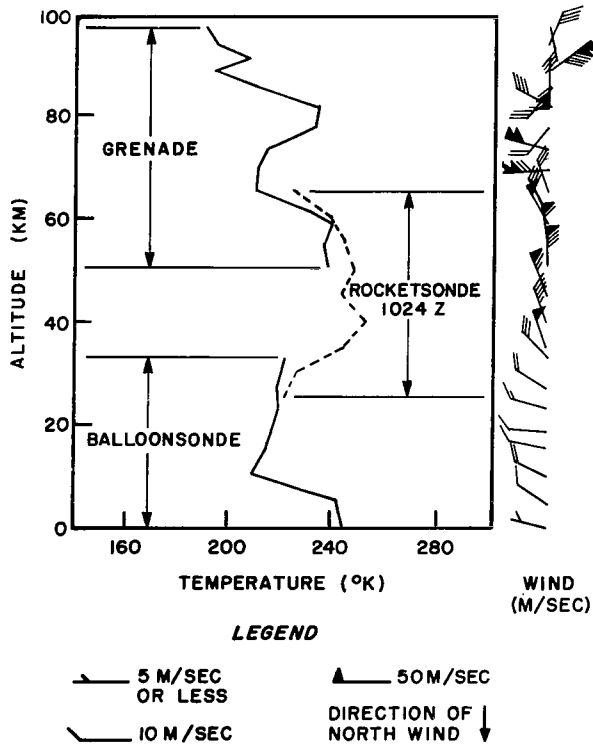 100
80
60
40
20
0
ALTITUDE (KM)
GRENADE
ROCKETSONDE
1024 Z
BALLOONSONDE
160
200
240
280
TEMPERATURE (°K)
WIND
(M/SEC)
LEGEND
5 M/SEC
OR LESS
10 M/SEC
50 M/SEC
DIRECTION OF
NORTH WIND